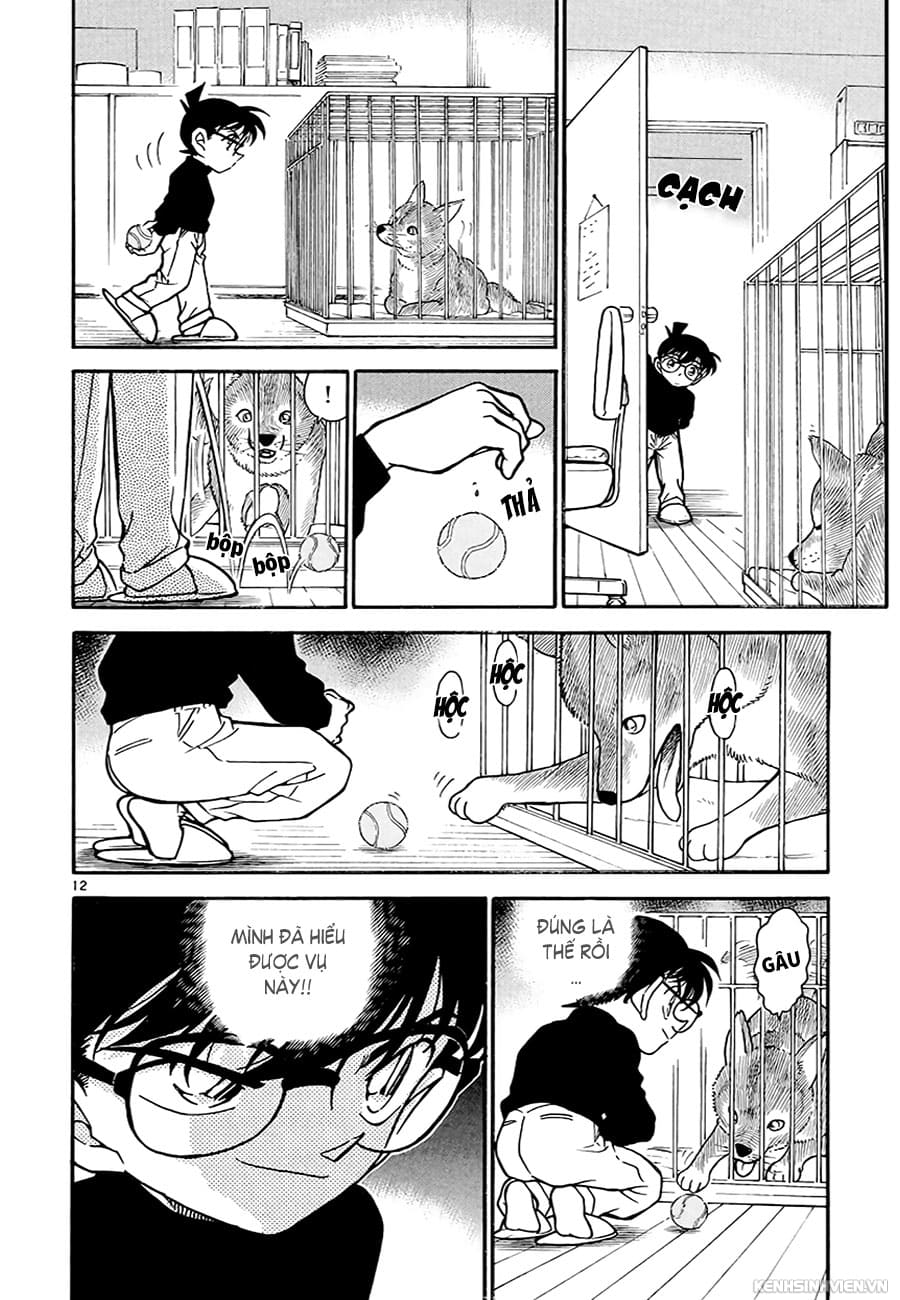 CẠCH
THẢ
!
bộp
bộp
HỘC
HỘC
HỘC
12
ĐÚNG LÀ
THẾ RỒI
...
GÂU
MÌNH ĐÃ HIỂU
ĐƯỢC VỤ
NÀY!!
KENHSINHVIEN.VN